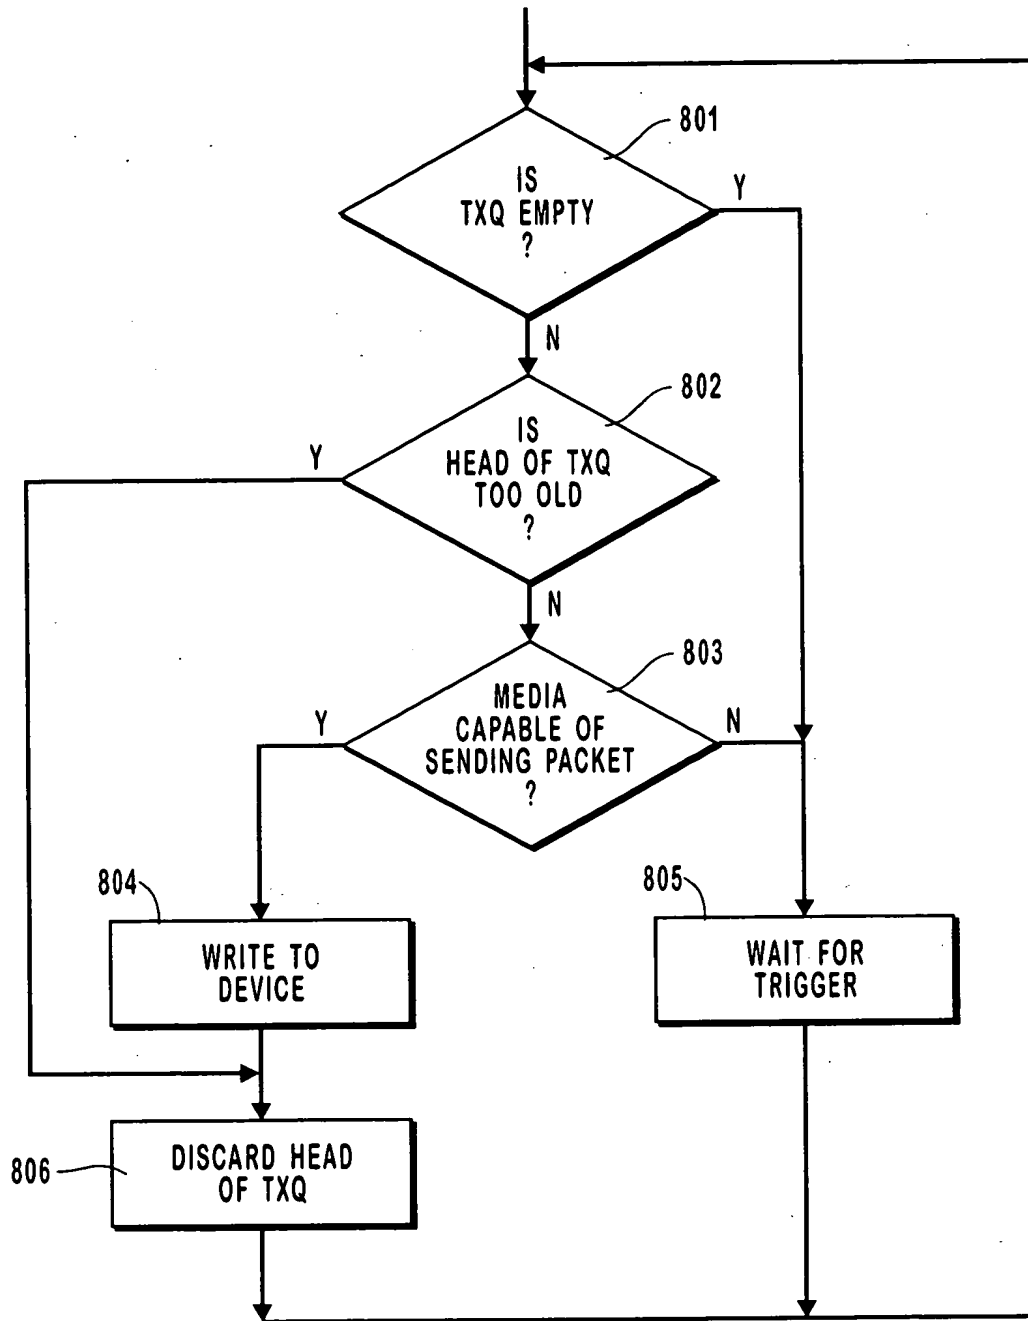 801
IS
TXQ EMPTY
?
Y
N
802
IS
HEAD OF TXQ
TOO OLD
?
Y
N
803
MEDIA
CAPABLE OF
SENDING PACKET
?
Y
N
804
WRITE TO
DEVICE
805
WAIT FOR
TRIGGER
806
DISCARD HEAD
OF TXQ